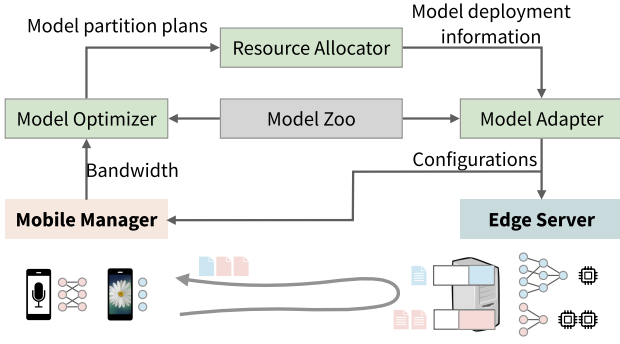 Model partition plans
Model deployment
information
Resource Allocator
Model Optimizer
Model Zoo
Model Adapter
Bandwidth
Configurations
Mobile Manager
Edge Server